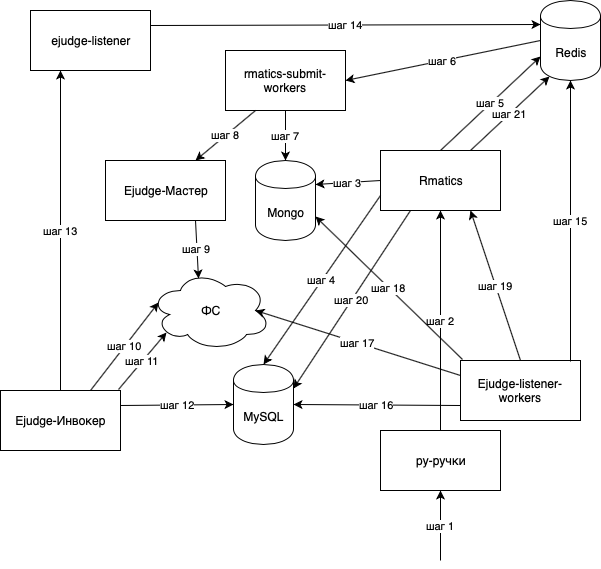 ejudge-listener
шаг 14
Redis
rmatics-submit-
workers
шаг 6
шаг 5
шаг 21
шаг 8
шаг 7
Ejudge-Мастер
шаг 3
Rmatics
Mongo
шаг 13
шаг 9
шаг 15
шаг 4
шаг 18
шаг 19
шаг 20
ФС
шаг 2
шаг 10
шаг 11
шаг 17
Ejudge-listener-
workers
шаг 12
шаг 16
Ejudge-Инвокер
MySQL
ру-ручки
шаг 1